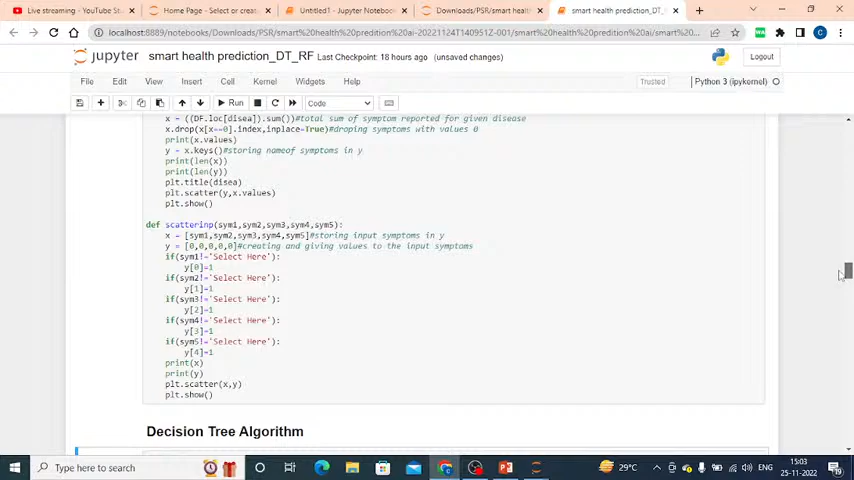 Live streaming - YouTube St
Home Page - Select or crea
Untitled1 - Jupyter Notebook
Downloads/PSR/smart healt
smart health prediction_DT_
localhost:8889/notebooks/Downloads/PSR/smart%20health%20predition%20ai-20221124T140951Z-001/smart%20health%20predition%20ai/smart%20...
jupyter smart health prediction_DT_RF Last Checkpoint: 18 hours ago (unsaved changes)
Logout
File Edit View Insert Cell Kernel Widgets Help
Trusted
Python 3 (ipykernel)
Run
Code
x = ((DF.loc[disea]).sum())#total sum of symptom reported for given disease
x.drop(x[x==0].index,inplace=True)#droping symptoms with values 0
print(x.values)
y = x.keys()#storing nameof symptoms in y
print(len(x))
print(len(y))
plt.title(disea)
plt.scatter(y,x.values)
plt.show()
def scatterinp(sym1,sym2,sym3,sym4,sym5):
x = [sym1,sym2,sym3,sym4,sym5]#storing input symptoms in y
y = [0,0,0,0,0]#creating and giving values to the input symptoms
if(sym1!='Select Here'):
y[0]=1
if(sym2!='Select Here'):
y[1]=1
if(sym3!='Select Here'):
y[2]=1
if(sym4!='Select Here'):
y[3]=1
if(sym5!='Select Here'):
y[4]=1
print(x)
print(y)
plt.scatter(x,y)
plt.show()
Decision Tree Algorithm
Type here to search
29°C
ENG
15:03
25-11-2022
19